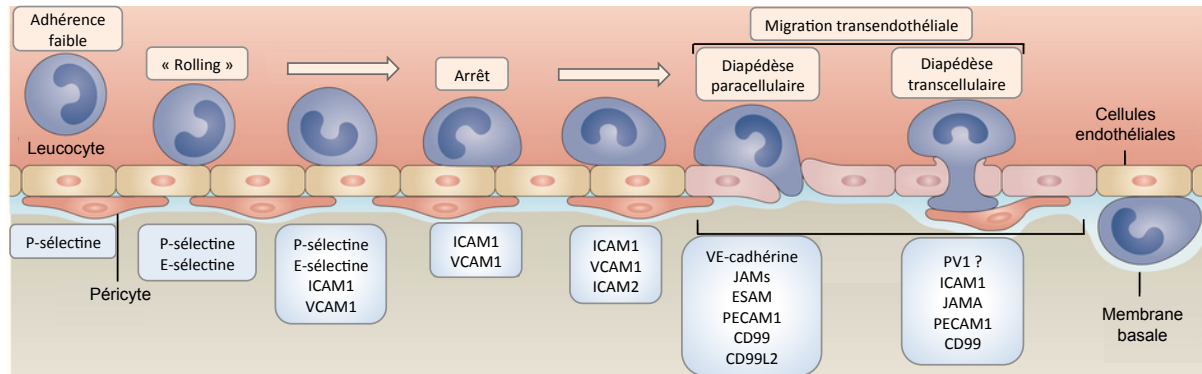 Adhérence
faible
« Rolling »
Arrêt
Migration transendothéliale
Diapédèse
paracellulaire
Diapédèse
transcellulaire
Cellules
endothéliales
Leucocyte
P-sélectine
Péricyte
P-sélectine
E-sélectine
P-sélectine
E-sélectine
ICAM1
VCAM1
ICAM1
VCAM1
ICAM1
VCAM1
ICAM2
VE-cadhérine
JAMs
ESAM
PECAM1
CD99
CD99L2
PV1 ?
ICAM1
JAMA
PECAM1
CD99
Membrane
basale